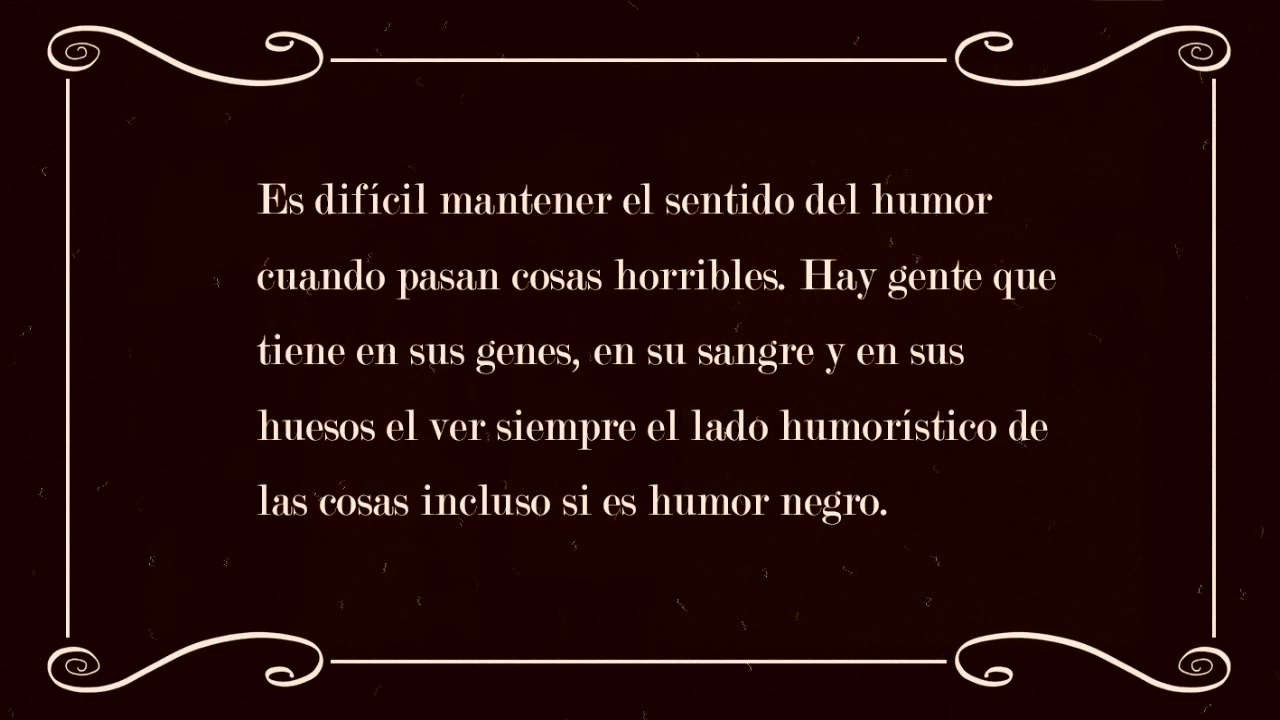 Es difícil mantener el sentido del humor
cuando pasan cosas horribles. Hay gente que
tiene en sus genes, en su sangre y en sus
huesos el ver siempre el lado humorístico de
las cosas incluso si es humor negro.